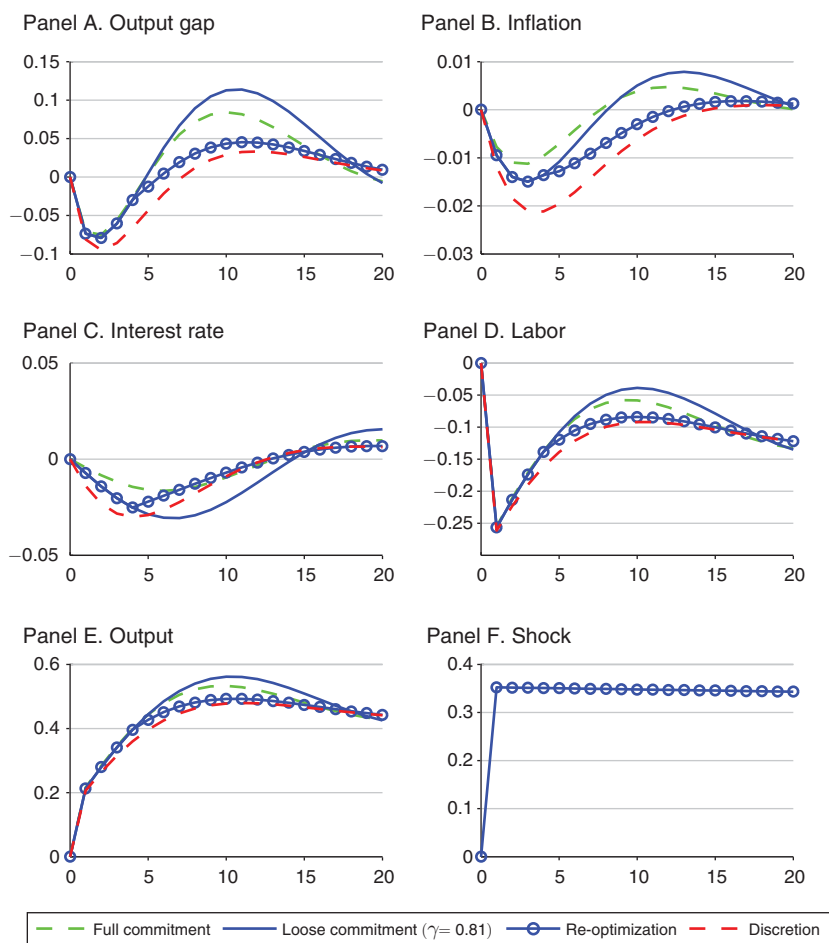 Panel A. Output gap
0.15
0.1
0.05
0
−0.05
−0.1
0 5 10 15 20
Panel B. Inflation
0.01
0
−0.01
−0.02
−0.03
0 5 10 15 20
Panel C. Interest rate
0.05
0
−0.05
0 5 10 15 20
Panel D. Labor
0
−0.05
−0.1
−0.15
−0.2
−0.25
0 5 10 15 20
Panel E. Output
0.6
0.4
0.2
0
0 5 10 15 20
Panel F. Shock
0.4
0.3
0.2
0.1
0
0 5 10 15 20
Full commitment Loose commitment (γ= 0.81) Re-optimization Discretion